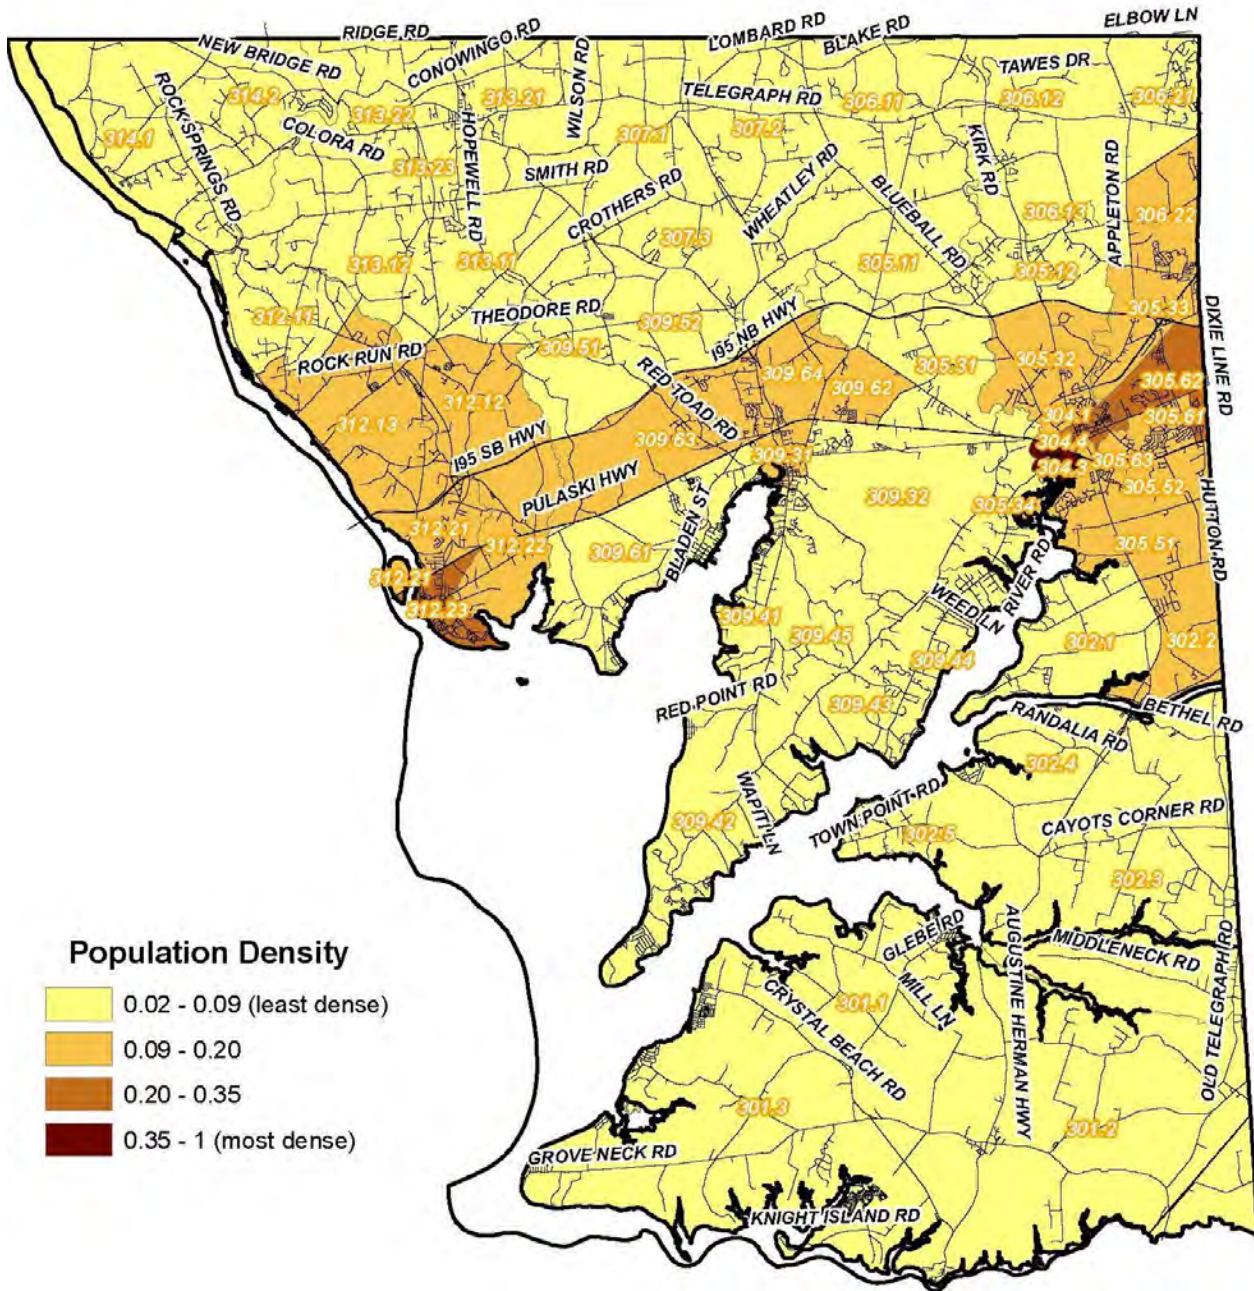 ELBOW LN
RIDGE RD
LOMBARD RD
BLAKE RD
NEW BRIDGE RD
CONOWINGO RD
WILSON RD
TAWES DR
314.2
313.21
TELEGRAPH RD
306.11
306.12
306.21
ROCK SPRINGS RD
313.22
HOPEWELL RD
314.1
COLORA RD
307.1
307.2
KIRK RD
313.23
SMITH RD
CROTHERS RD
WHEATLEY RD
BLUEBALL RD
APPLETON RD
306.13
306.22
307.3
313.12
313.11
305.11
305.12
312.11
THEODORE RD
309.52
I95 NB HWY
305.33
DIXIE LINE RD
ROCK RUN RD
309.51
RED TOAD RD
309.64
305.31
305.32
312.12
309.62
305.62
312.13
304.1
305.61
I95 SB HWY
309.63
304.4
309.31
304.3
305.63
PULASKI HWY
305.52
HUTTON RD
309.32
BLADEN ST
305.34
312.21
312.22
309.61
RIVER RD
305.51
312.21
312.23
WEED LN
309.41
309.45
302.1
302.2
309.44
RED POINT RD
309.43
BETHEL RD
RANDALIA RD
302.4
WAPITI LN
309.42
TOWN POINT RD
302.5
CAYOTS CORNER RD
302.3
GLEBE RD
AUGUSTINE HERMAN HWY
MIDDLENECK RD
OLD TELEGRAPH RD
CRYSTAL BEACH RD
301.1
MILL LN
301.3
301.2
GROVE NECK RD
KNIGHT ISLAND RD
Population Density
0.02 - 0.09 (least dense)
0.09 - 0.20
0.20 - 0.35
0.35 - 1 (most dense)